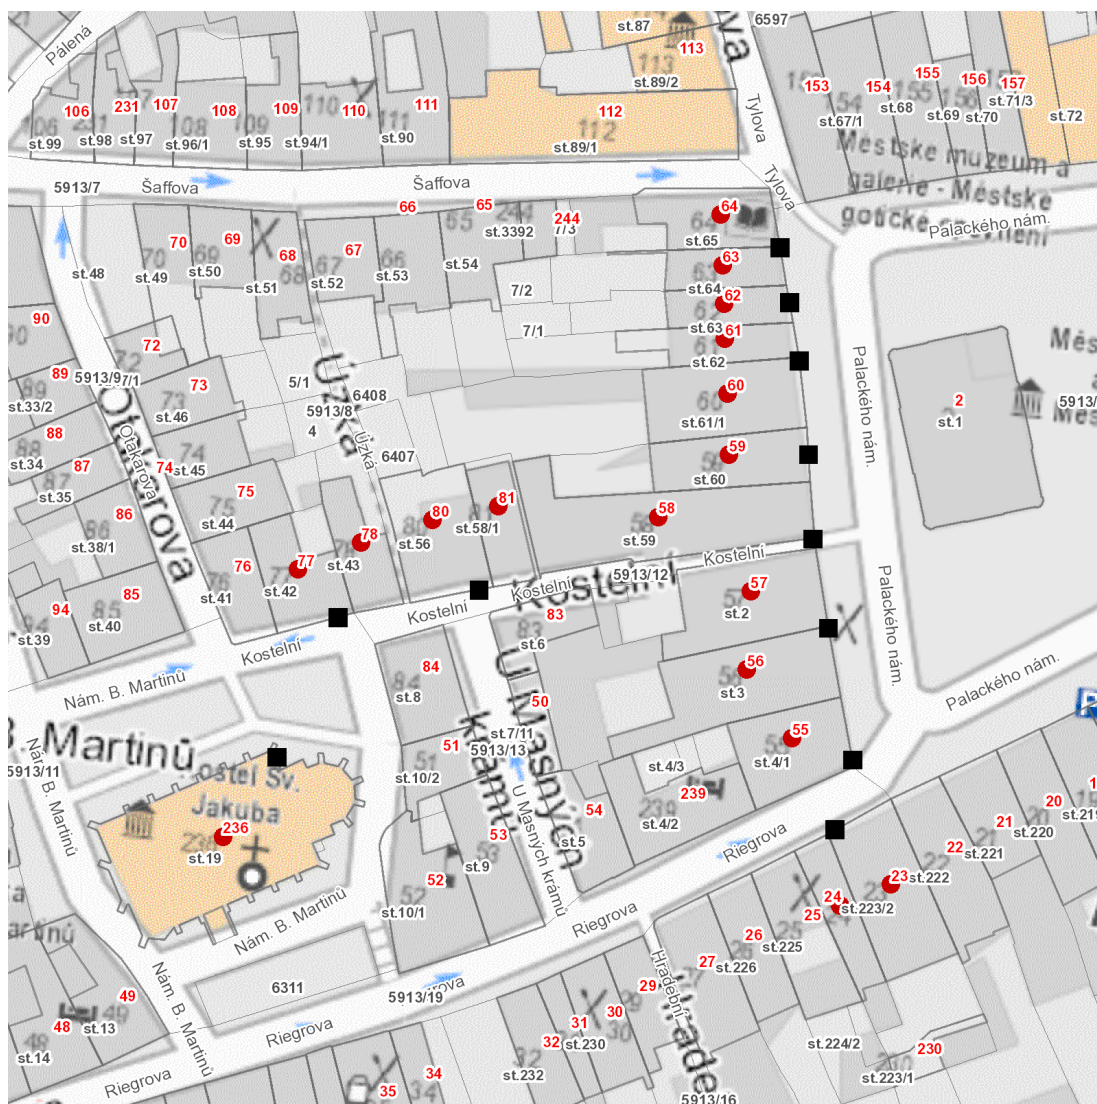 Pálená
106
231
107
108
109
110
111
112
113
st.87
st.89/2
6597
st.99
st.98
st.97
st.96/1
st.95
st.94/1
st.90
st.89/1
153
154
155
156
157
st.67/1
st.68
st.69
st.70
st.71/3
st.72
Městské muzeum a
galerie - Městské
Tylova
Tylova
5913/7
Šaffova
Šaffova
Palackého nám.
70
69
68
67
66
65
244
64
st.48
st.49
st.50
st.51
st.52
st.53
st.54
st.3392
7/3
st.65
63
st.64
62
st.63
61
st.62
7/2
7/1
90
72
89
73
5913/9
st.33/2
st.46
88
st.34
87
74
st.45
st.35
75
st.44
86
st.38/1
Otakarova
Otakarova
5/1
6408
5913/8
4
Úzká
Úzká
6407
60
st.61/1
59
st.60
58
st.59
81
st.58/1
80
st.56
78
st.43
77
st.42
76
st.41
Palackého nám.
2
st.1
94
85
st.39
st.40
Kostelní
Kostelní
Kostelní
Kostelní
Kostelní
5913/12
57
st.2
83
st.6
56
st.3
Palackého nám.
Palackého nám.
84
st.8
50
Nám. B. Martinů
B. Martinů
Nám. B. Martinů
5913/11
51
st.10/2
st.7/11
5913/13
U Masných
krámů
U Masných krámů
55
st.4/1
st.4/3
239
st.4/2
54
st.5
53
st.9
52
st.10/1
Kostel Sv.
Jakuba
236
st.19
Nám. B. Martinů
Nám. B. Martinů
Riegrova
Riegrova
Riegrova
Riegrova
20
st.219
21
st.220
22
st.221
23
st.222
24
st.223/2
25
st.225
26
st.226
27
29
30
31
32
st.230
st.232
34
35
Hradební
6311
5913/19
49
48
st.13
st.14
st.224/2
230
st.223/1
5913/16